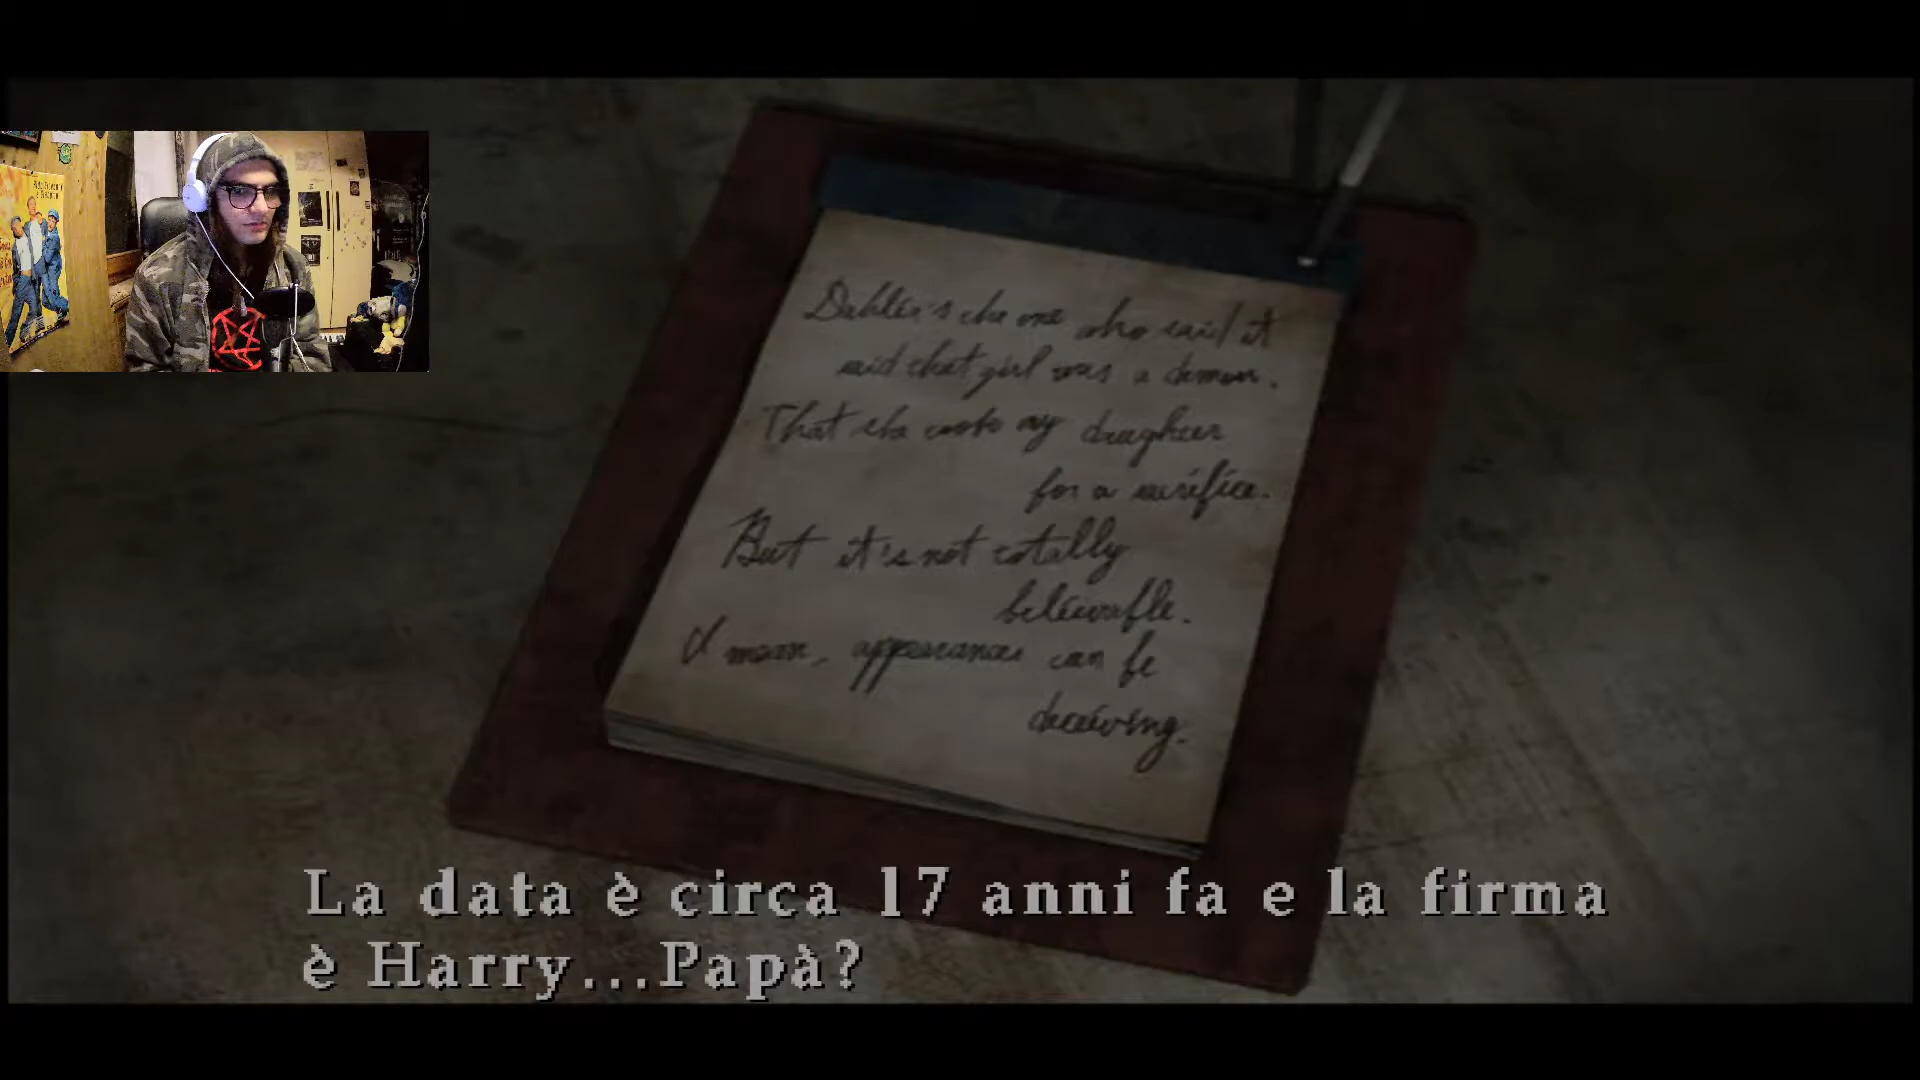 Dahlia's the one who said it
said that girl was a demon.
That she took my daughter
for a sacrifice.
But it's not totally
believable.
I mean, appearances can be
deceiving.
La data è circa 17 anni fa e la firma
è Harry...Papà?